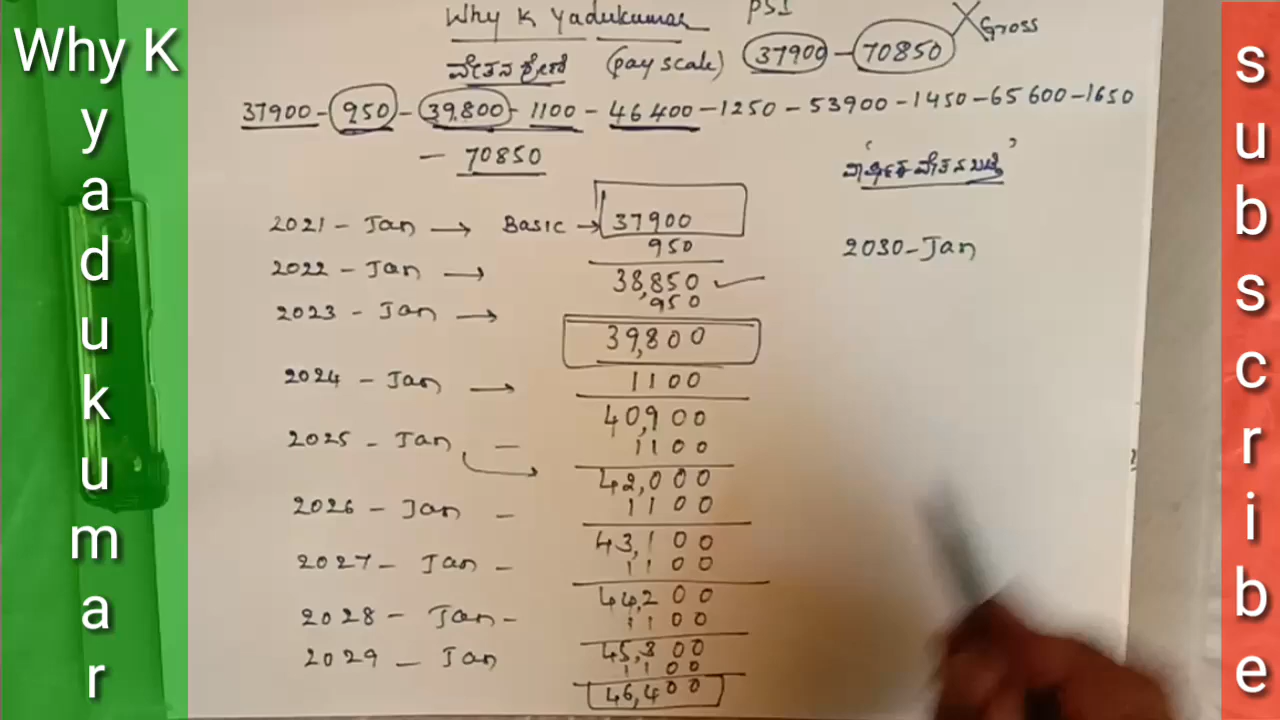 Why K
y
a
d
u
k
u
m
a
r
Why K Yadukumar PSI
ವೇತನ ಶ್ರೇಣಿ (pay scale) 37900 - 70850 Gross
37900 - 950 - 39,800 - 1100 - 46400 - 1250 - 53900 - 1450 - 65600 - 1650
- 70850
' ವಾರ್ಷಿಕ ವೇತನ ಬಡ್ತಿ '
2021 - Jan → Basic → 37900
950
2022 - Jan → 38,850
950
2023 - Jan → 39,800
2024 - Jan → 1100
40,900
2025 - Jan - 1100
42,000
2026 - Jan - 1100
43,100
2027 - Jan - 1100
44,200
2028 - Jan - 1100
45,300
2029 - Jan 1100
46,400
2030 - Jan
s
u
b
s
c
r
i
b
e